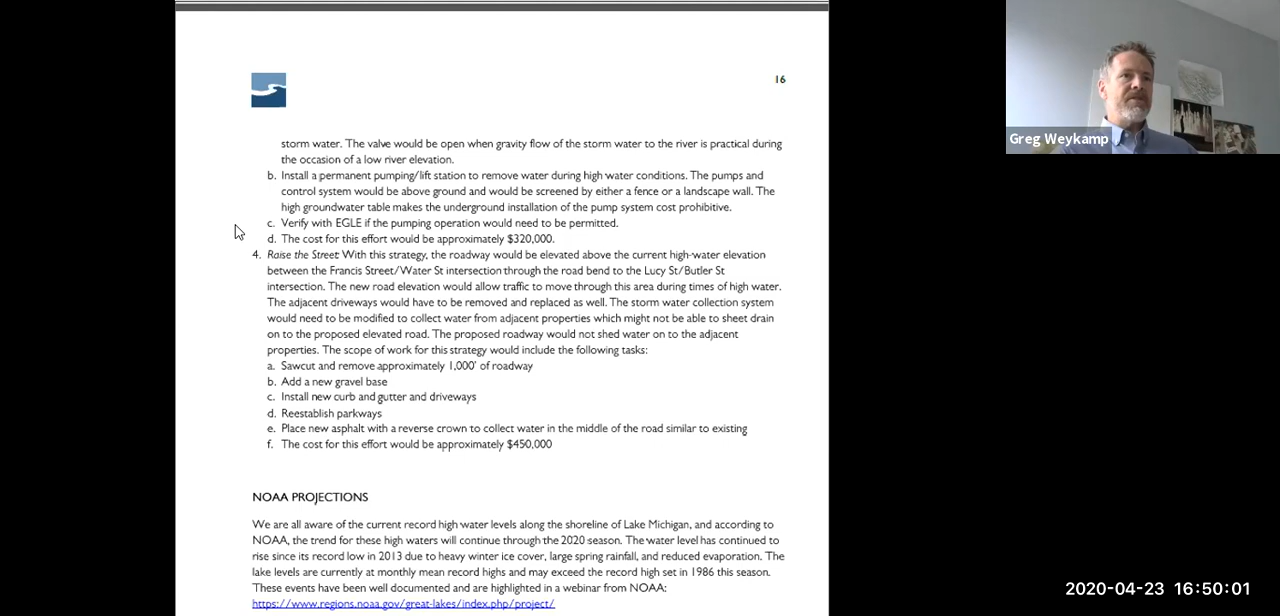 16
storm water. The valve would be open when gravity flow of the storm water to the river is practical during
the occasion of a low river elevation.
b. Install a permanent pumping/lift station to remove water during high water conditions. The pumps and
control system would be above ground and would be screened by either a fence or a landscape wall. The
high groundwater table makes the underground installation of the pump system cost prohibitive.
c. Verify with EGLE if the pumping operation would need to be permitted.
d. The cost for this effort would be approximately $320,000.
4. Raise the Street: With this strategy, the roadway would be elevated above the current high-water elevation
between the Francis Street/Water St intersection through the road bend to the Lucy St/Butler St
intersection. The new road elevation would allow traffic to move through this area during times of high water.
The adjacent driveways would have to be removed and replaced as well. The storm water collection system
would need to be modified to collect water from adjacent properties which might not be able to sheet drain
on to the proposed elevated road. The proposed roadway would not shed water on to the adjacent
properties. The scope of work for this strategy would include the following tasks:
a. Sawcut and remove approximately 1,000' of roadway
b. Add a new gravel base
c. Install new curb and gutter and driveways
d. Reestablish parkways
e. Place new asphalt with a reverse crown to collect water in the middle of the road similar to existing
f. The cost for this effort would be approximately $450,000
NOAA PROJECTIONS
We are all aware of the current record high water levels along the shoreline of Lake Michigan, and according to
NOAA, the trend for these high waters will continue through the 2020 season. The water level has continued to
rise since its record low in 2013 due to heavy winter ice cover, large spring rainfall, and reduced evaporation. The
lake levels are currently at monthly mean record highs and may exceed the record high set in 1986 this season.
These events have been well documented and are highlighted in a webinar from NOAA:
https://www.regions.noaa.gov/great-lakes/index.php/project/
Greg Weykamp
2020-04-23 16:50:01